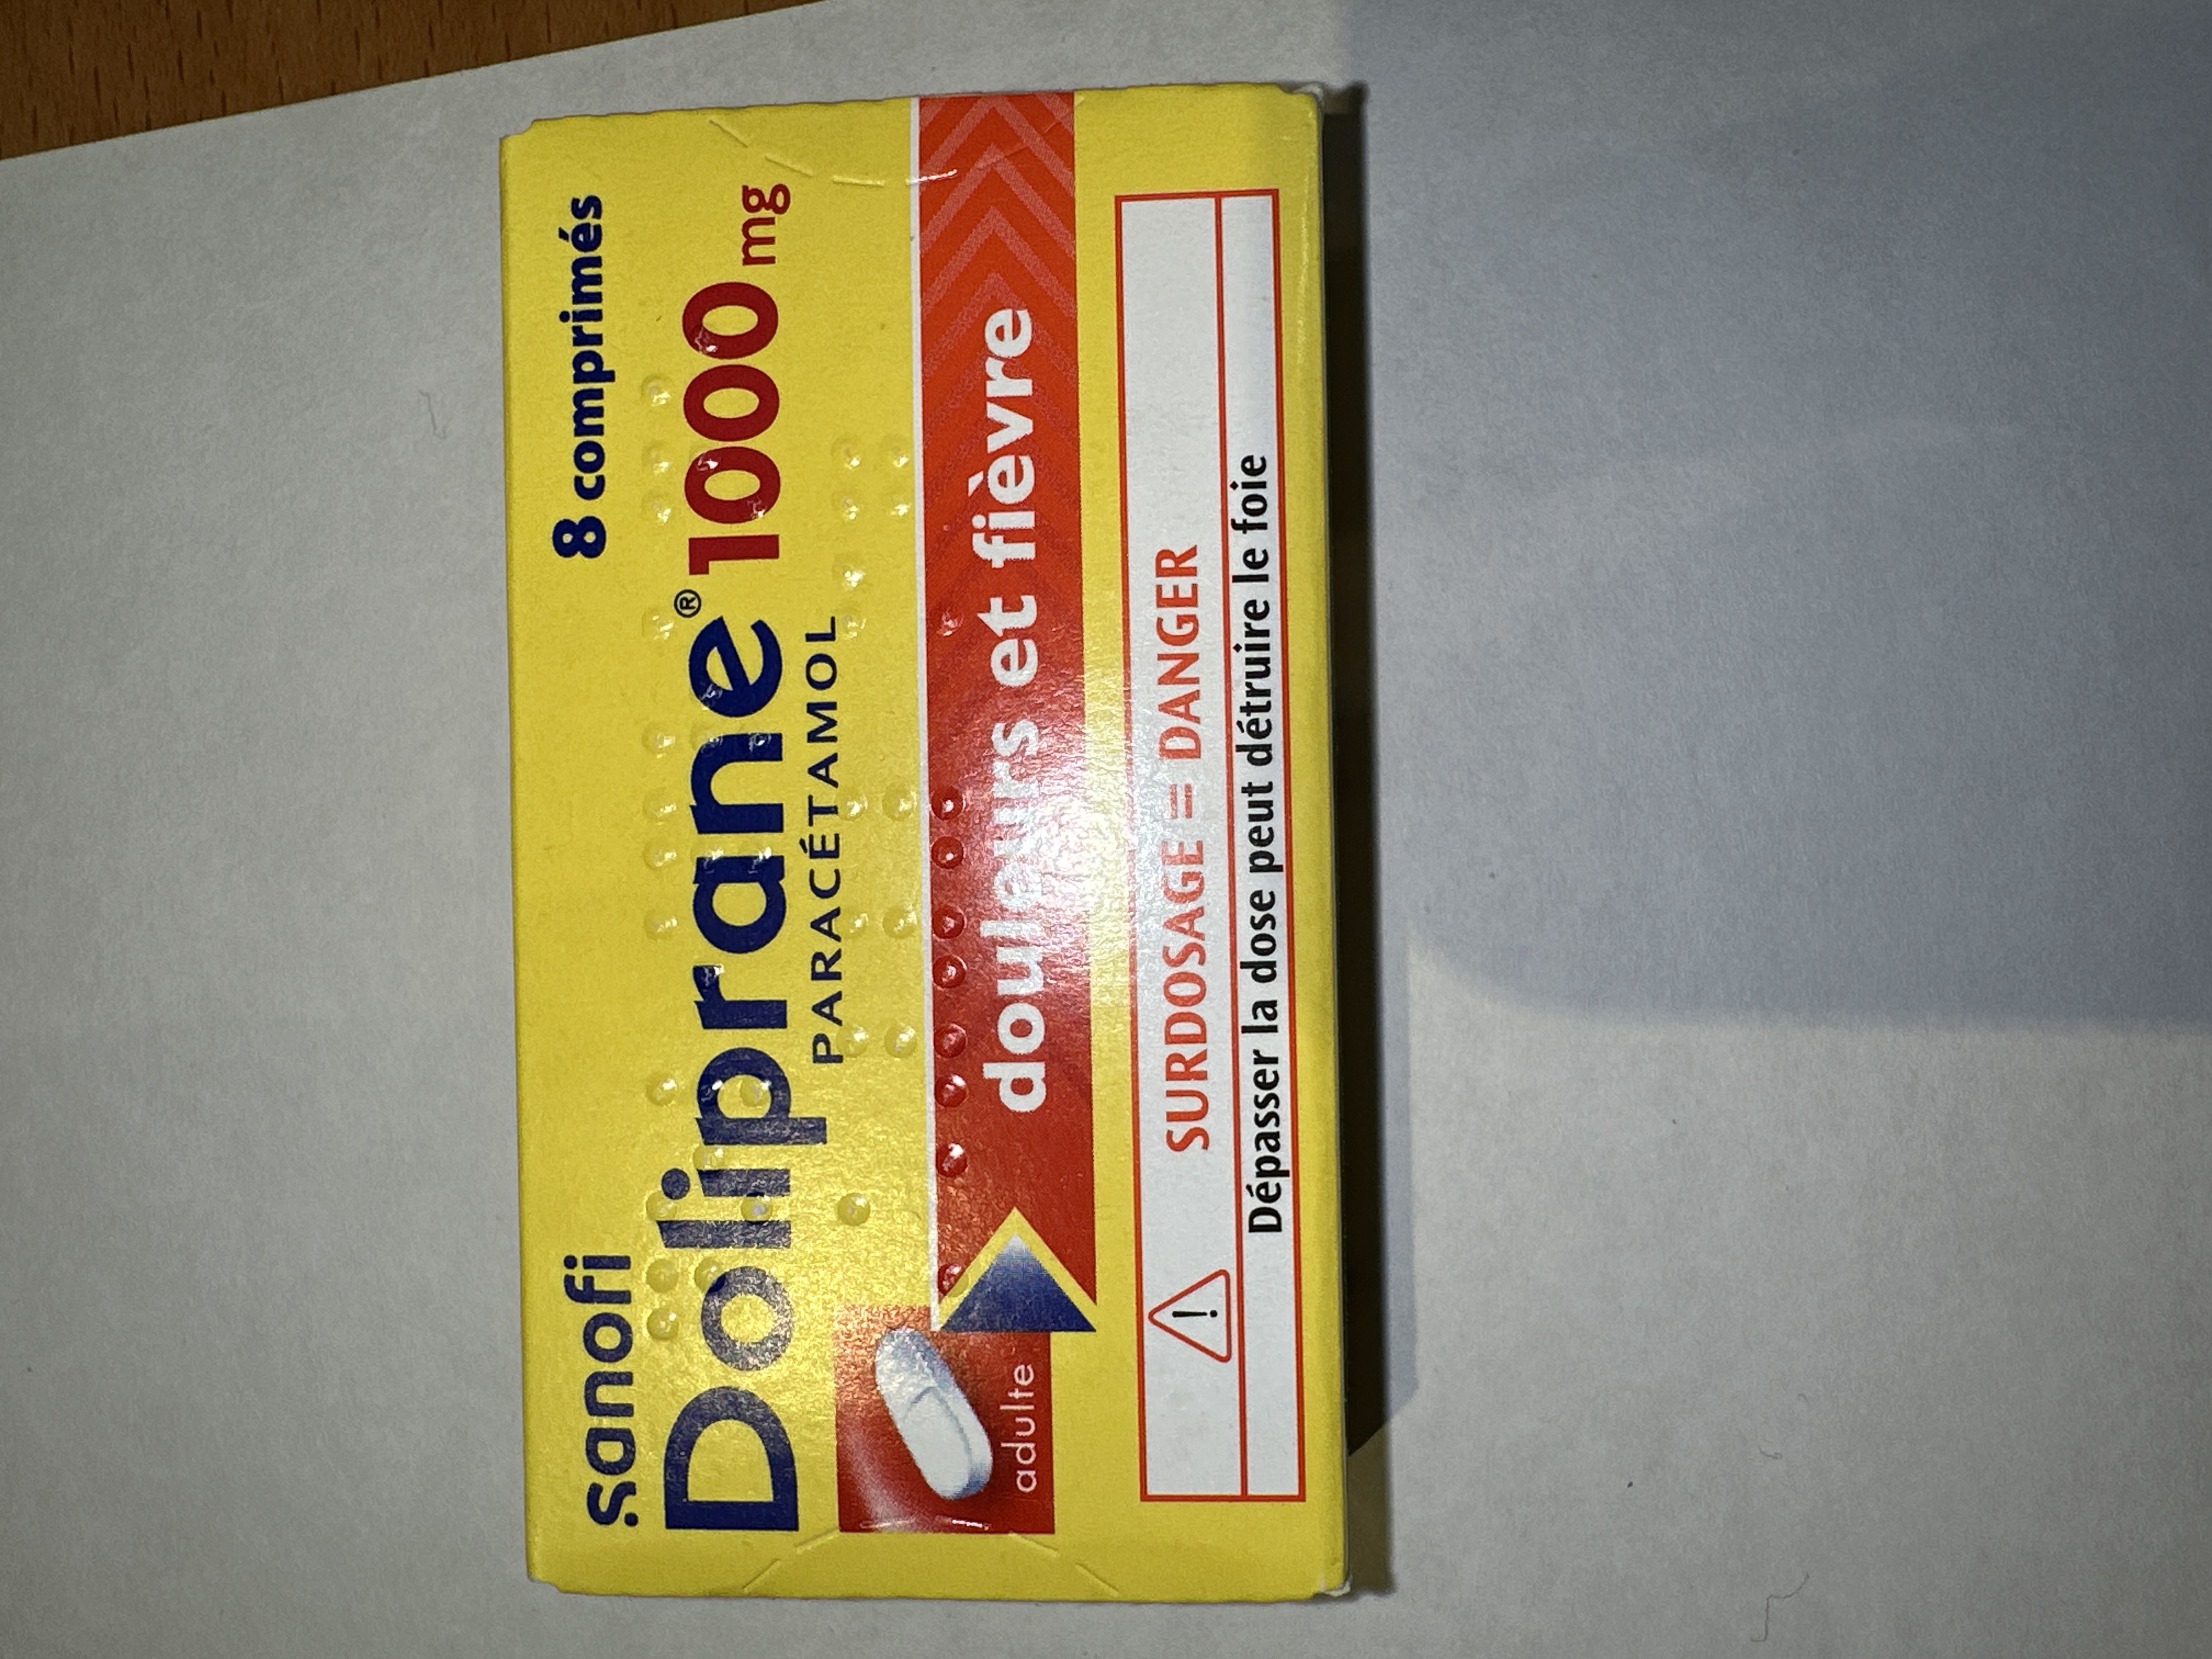 sanofi
8 comprimés
Doliprane® 1000 mg
PARACÉTAMOL
douleurs et fièvre
adulte
SURDOSAGE = DANGER
Dépasser la dose peut détruire le foie